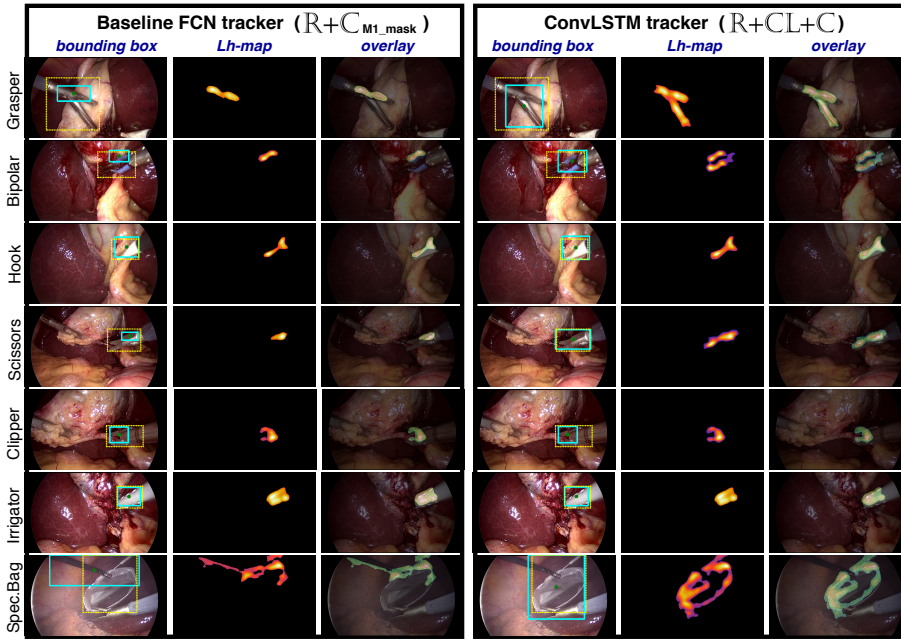 Baseline FCN tracker ( ℝ+ℂ M1_mask )
ConvLSTM tracker ( ℝ+ℂ𝕃+ℂ )
bounding box Lh-map overlay
bounding box Lh-map overlay
Grasper
Bipolar
Hook
Scissors
Clipper
Irrigator
Spec.Bag